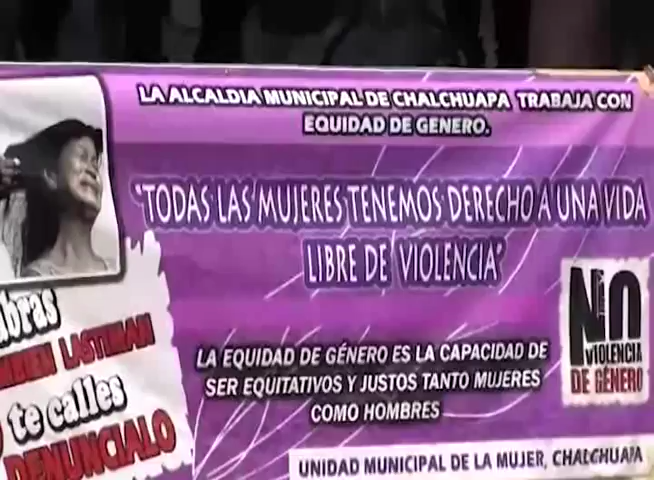 LA ALCALDIA MUNICIPAL DE CHALCHUAPA TRABAJA CON
EQUIDAD DE GENERO.
"TODAS LAS MUJERES TENEMOS DERECHO A UNA VIDA
LIBRE DE VIOLENCIA"
LASTIMAN
te calles
DENUNCIALO
LA EQUIDAD DE GÉNERO ES LA CAPACIDAD DE
SER EQUITATIVOS Y JUSTOS TANTO MUJERES
COMO HOMBRES
NO
VIOLENCIA
DE GÉNERO
UNIDAD MUNICIPAL DE LA MUJER, CHALCHUAPA